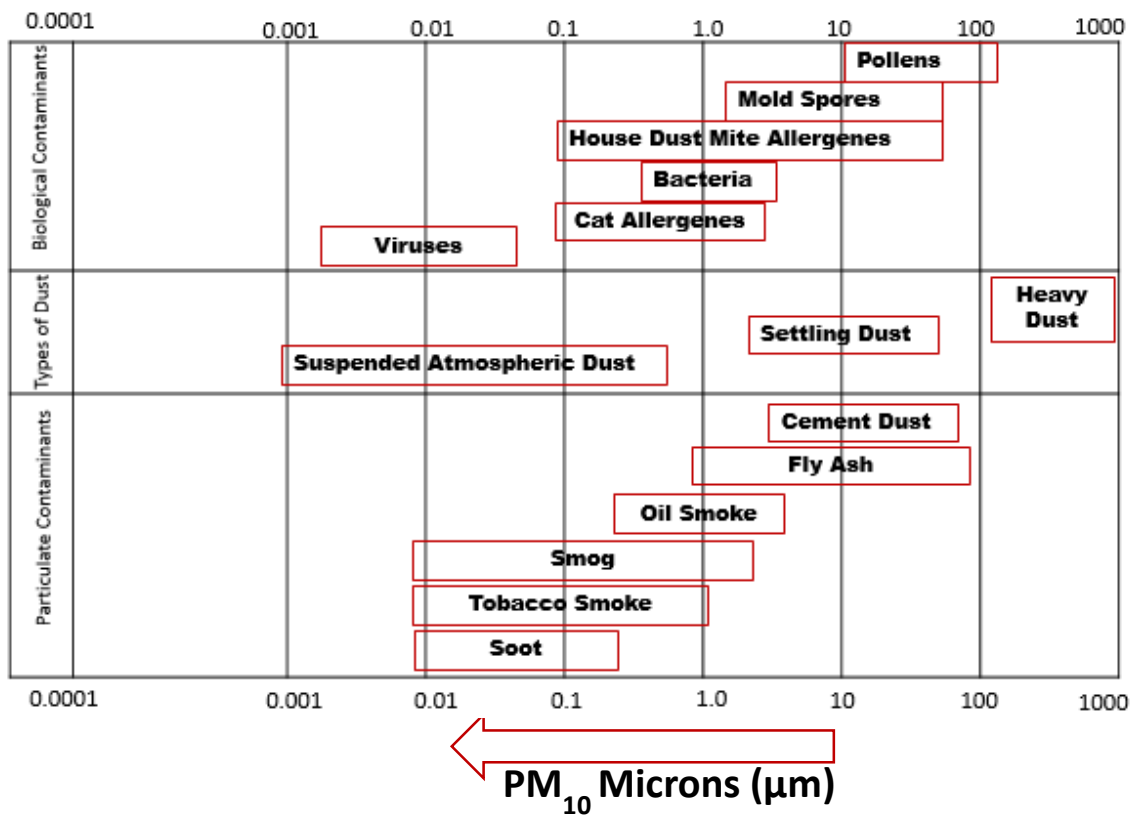 0.0001 0.001 0.01 0.1 1.0 10 100 1000
Biological Contaminants
Pollens
Mold Spores
House Dust Mite Allergenes
Bacteria
Cat Allergenes
Viruses
Types of Dust
Heavy
Dust
Settling Dust
Suspended Atmospheric Dust
Particulate Contaminants
Cement Dust
Fly Ash
Oil Smoke
Smog
Tobacco Smoke
Soot
0.0001 0.001 0.01 0.1 1.0 10 100 1000
PM10 Microns (µm)